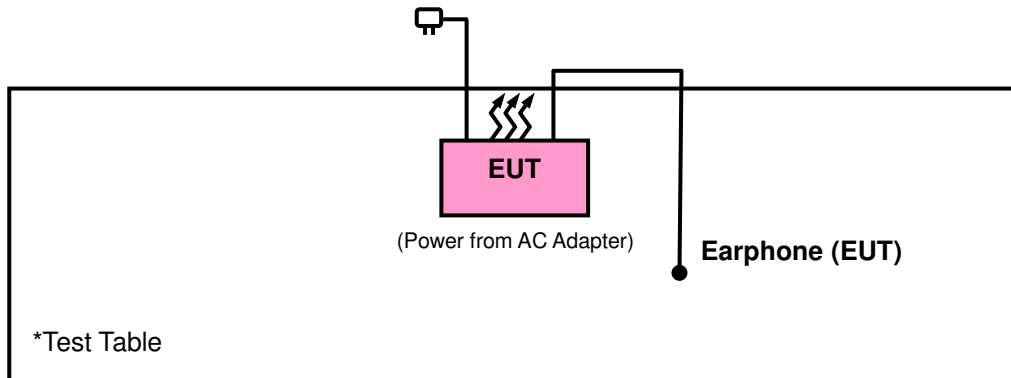 EUT
(Power from AC Adapter)
Earphone (EUT)
*Test Table